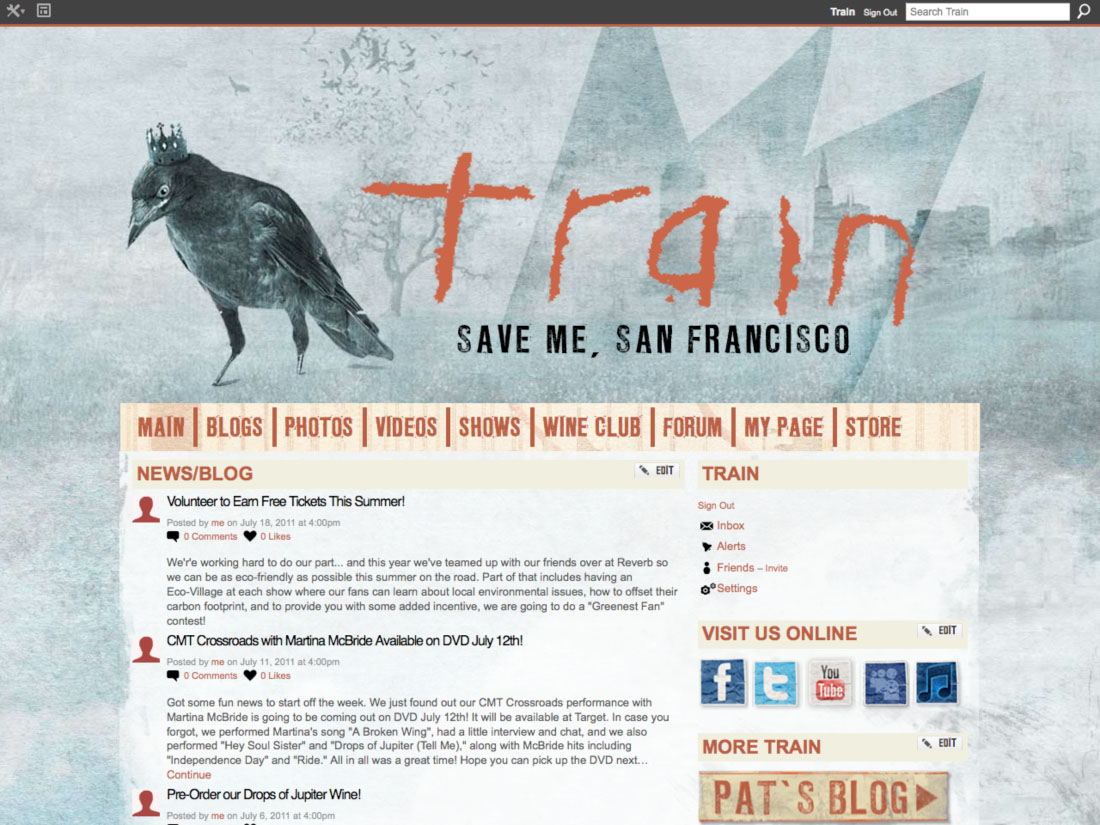 Train Sign Out Search Train
train
SAVE ME, SAN FRANCISCO
MAIN BLOGS PHOTOS VIDEOS SHOWS WINE CLUB FORUM MY PAGE STORE
NEWS/BLOG
EDIT
Volunteer to Earn Free Tickets This Summer!
Posted by me on July 18, 2011 at 4:00pm
0 Comments 0 Likes
We'r'e working hard to do our part... and this year we've teamed up with our friends over at Reverb so
we can be as eco-friendly as possible this summer on the road. Part of that includes having an
Eco-Village at each show where our fans can learn about local environmental issues, how to offset their
carbon footprint, and to provide you with some added incentive, we are going to do a "Greenest Fan"
contest!
CMT Crossroads with Martina McBride Available on DVD July 12th!
Posted by me on July 11, 2011 at 4:00pm
0 Comments 0 Likes
Got some fun news to start off the week. We just found out our CMT Crossroads performance with
Martina McBride is going to be coming out on DVD July 12th! It will be available at Target. In case you
forgot, we performed Martina's song "A Broken Wing", had a little interview and chat, and we also
performed "Hey Soul Sister" and "Drops of Jupiter (Tell Me)," along with McBride hits including
"Independence Day" and "Ride." All in all was a great time! Hope you can pick up the DVD next…
Continue
Pre-Order our Drops of Jupiter Wine!
Posted by me on July 6, 2011 at 4:00pm
TRAIN
Sign Out
Inbox
Alerts
Friends – Invite
Settings
VISIT US ONLINE
EDIT
You
Tube
MORE TRAIN
EDIT
PAT`S BLOG